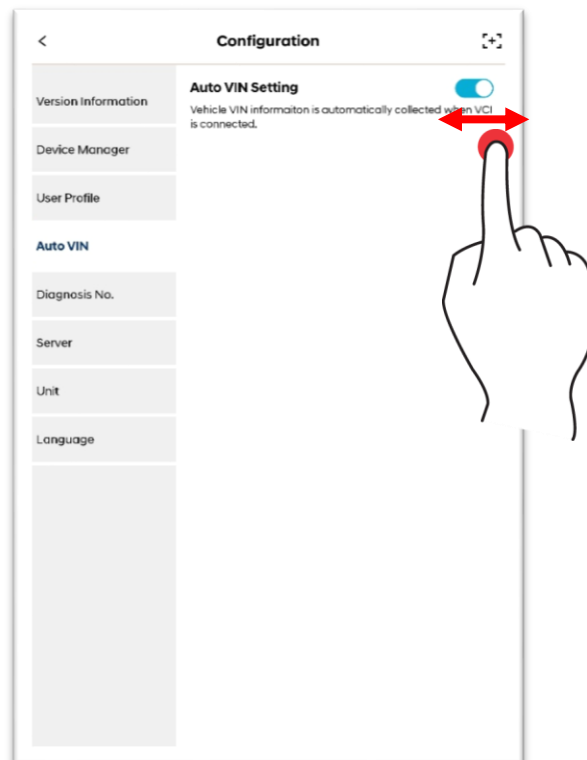 Configuration
Version Information
Device Manager
User Profile
Auto VIN
Diagnosis No.
Server
Unit
Language
Auto VIN Setting
Vehicle VIN informaiton is automatically collected when VCI
is connected.